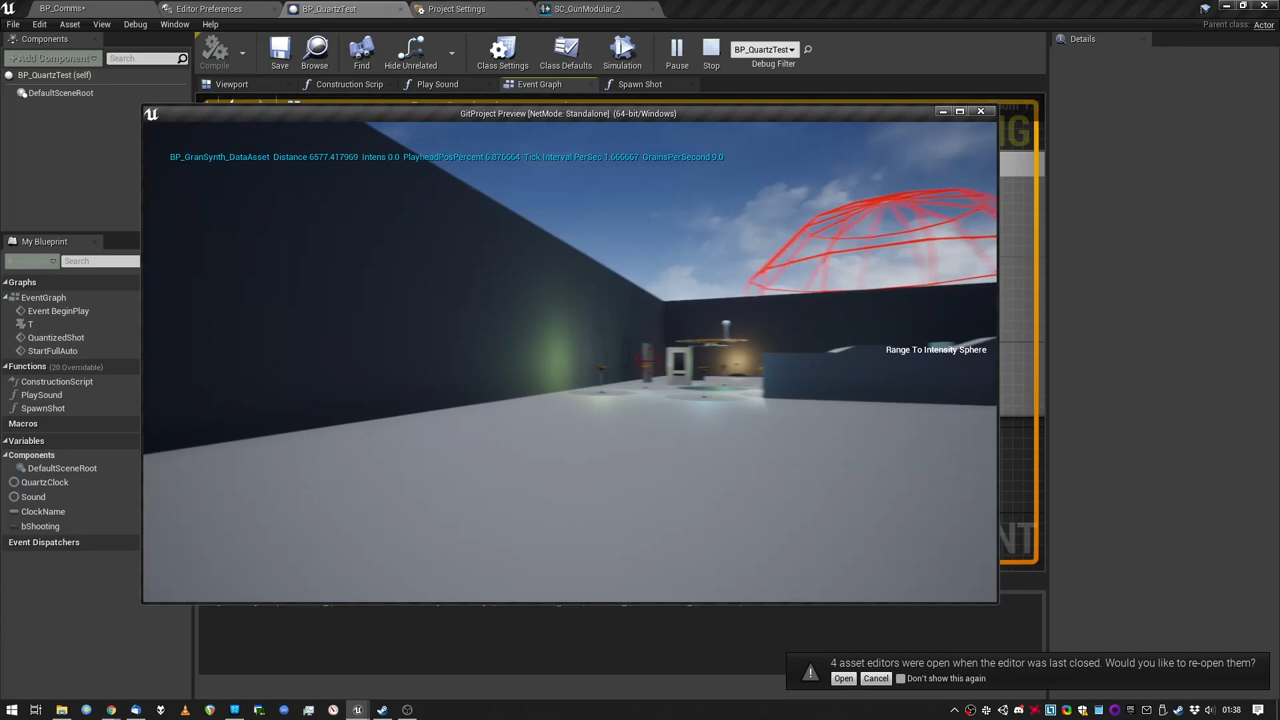 BP_Comms*
Editor Preferences
BP_QuartzTest
Project Settings
SC_GunModular_2
File Edit Asset View Debug Window Help
Parent class: Actor
Components
+Add Component
Search
BP_QuartzTest (self)
DefaultSceneRoot
Compile
Save
Browse
Find
Hide Unrelated
Class Settings
Class Defaults
Simulation
Pause
Stop
BP_QuartzTest
Debug Filter
Details
Viewport
Construction Scrip
Play Sound
Event Graph
Spawn Shot
GitProject Preview [NetMode: Standalone] (64-bit/Windows)
BP_GranSynth_DataAsset Distance 6577.417969 Intens 0.0 PlayheadPosPercent 6.876664 Tick Interval PerSec 1.666667 GrainsPerSecond 9.0
Range To Intensity Sphere
My Blueprint
Search
Graphs
EventGraph
Event BeginPlay
T
QuantizedShot
StartFullAuto
Functions (20 Overridable)
ConstructionScript
PlaySound
SpawnShot
Macros
Variables
Components
DefaultSceneRoot
QuartzClock
Sound
ClockName
bShooting
Event Dispatchers
4 asset editors were open when the editor was last closed. Would you like to re-open them?
Open
Cancel
Don't show this again
01:38